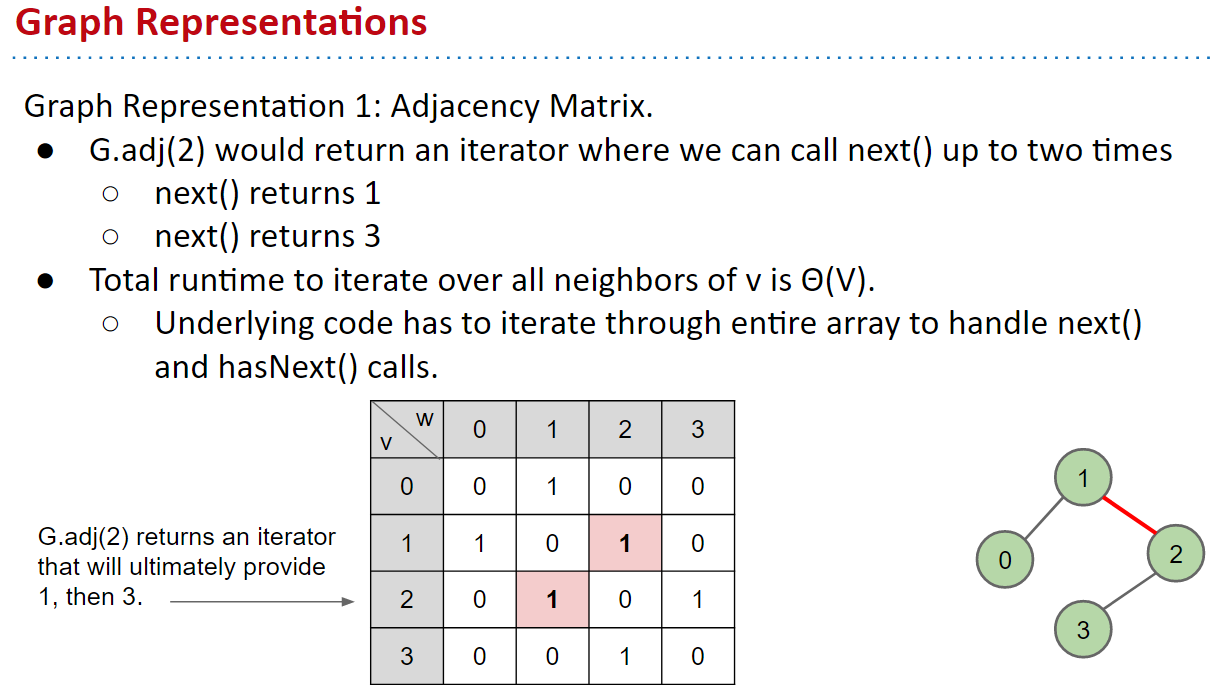 Graph Representations
Graph Representation 1: Adjacency Matrix.
● G.adj(2) would return an iterator where we can call next() up to two times
○ next() returns 1
○ next() returns 3
● Total runtime to iterate over all neighbors of v is Θ(V).
○ Underlying code has to iterate through entire array to handle next()
and hasNext() calls.
G.adj(2) returns an iterator
that will ultimately provide
1, then 3.
v w 0 1 2 3
0 0 1 0 0
1 1 0 1 0
2 0 1 0 1
3 0 0 1 0
1
0
2
3